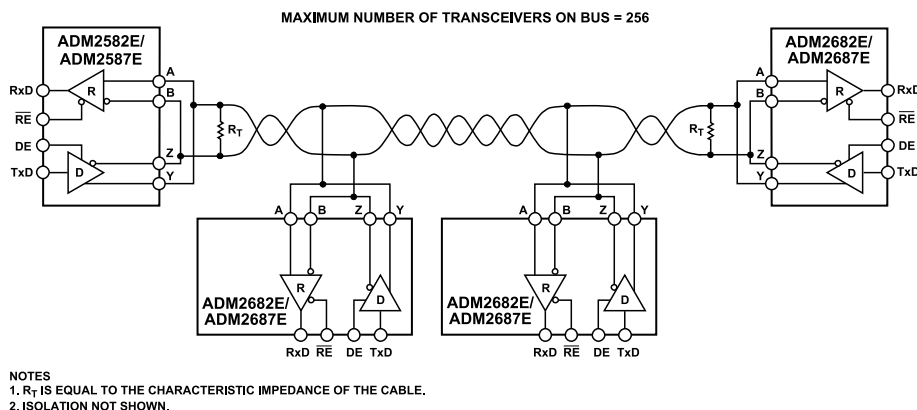 MAXIMUM NUMBER OF TRANSCEIVERS ON BUS = 256
ADM2582E/
ADM2587E
RxD
RE
DE
TxD
R
D
A
B
Z
Y
RT
RT
ADM2682E/
ADM2687E
A
B
Z
Y
R
D
RxD
RE
DE
TxD
A
B
Z
Y
R
D
ADM2682E/
ADM2687E
RxD
RE
DE
TxD
A
B
Z
Y
R
D
ADM2682E/
ADM2687E
RxD
RE
DE
TxD
NOTES
1. RT IS EQUAL TO THE CHARACTERISTIC IMPEDANCE OF THE CABLE.
2. ISOLATION NOT SHOWN.